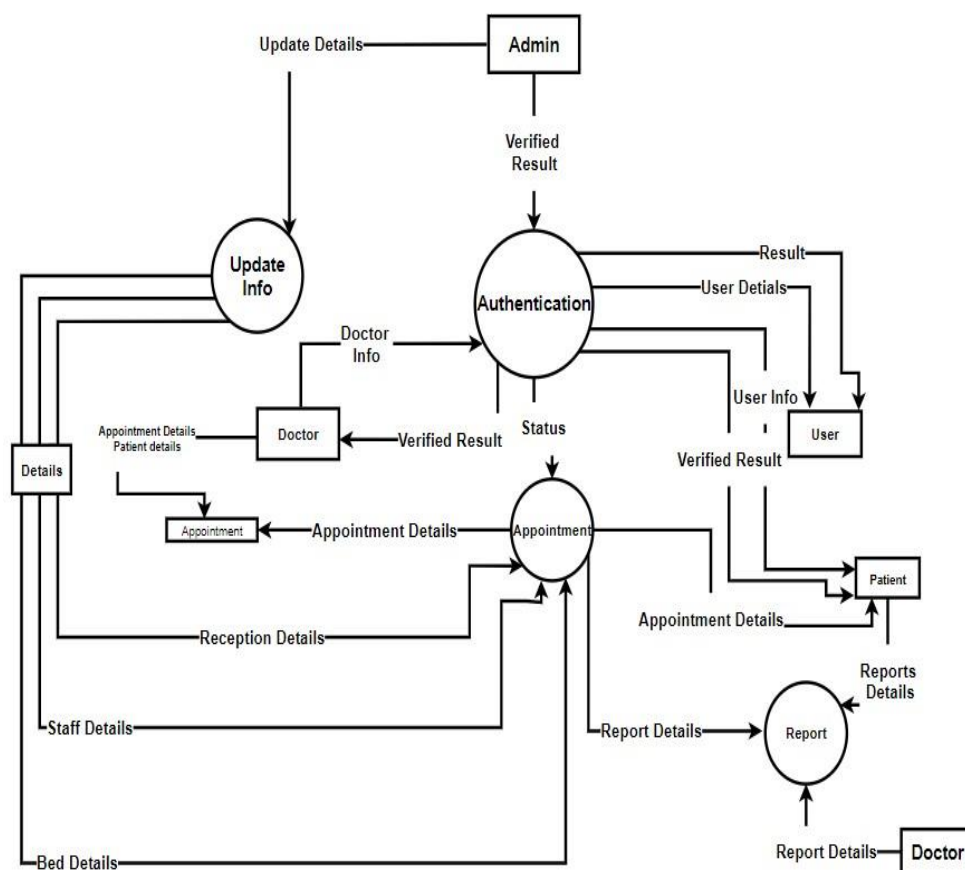 Update Details
Admin
Verified
Result
Update
Info
Authentication
Result
User Detials
Doctor
Info
User Info
Appointment Details
Patient details
Doctor
Verified Result
Status
User
Verified Result
Details
Appointment
Appointment Details
Appointment
Patient
Appointment Details
Reception Details
Reports
Details
Staff Details
Report Details
Report
Bed Details
Report Details
Doctor